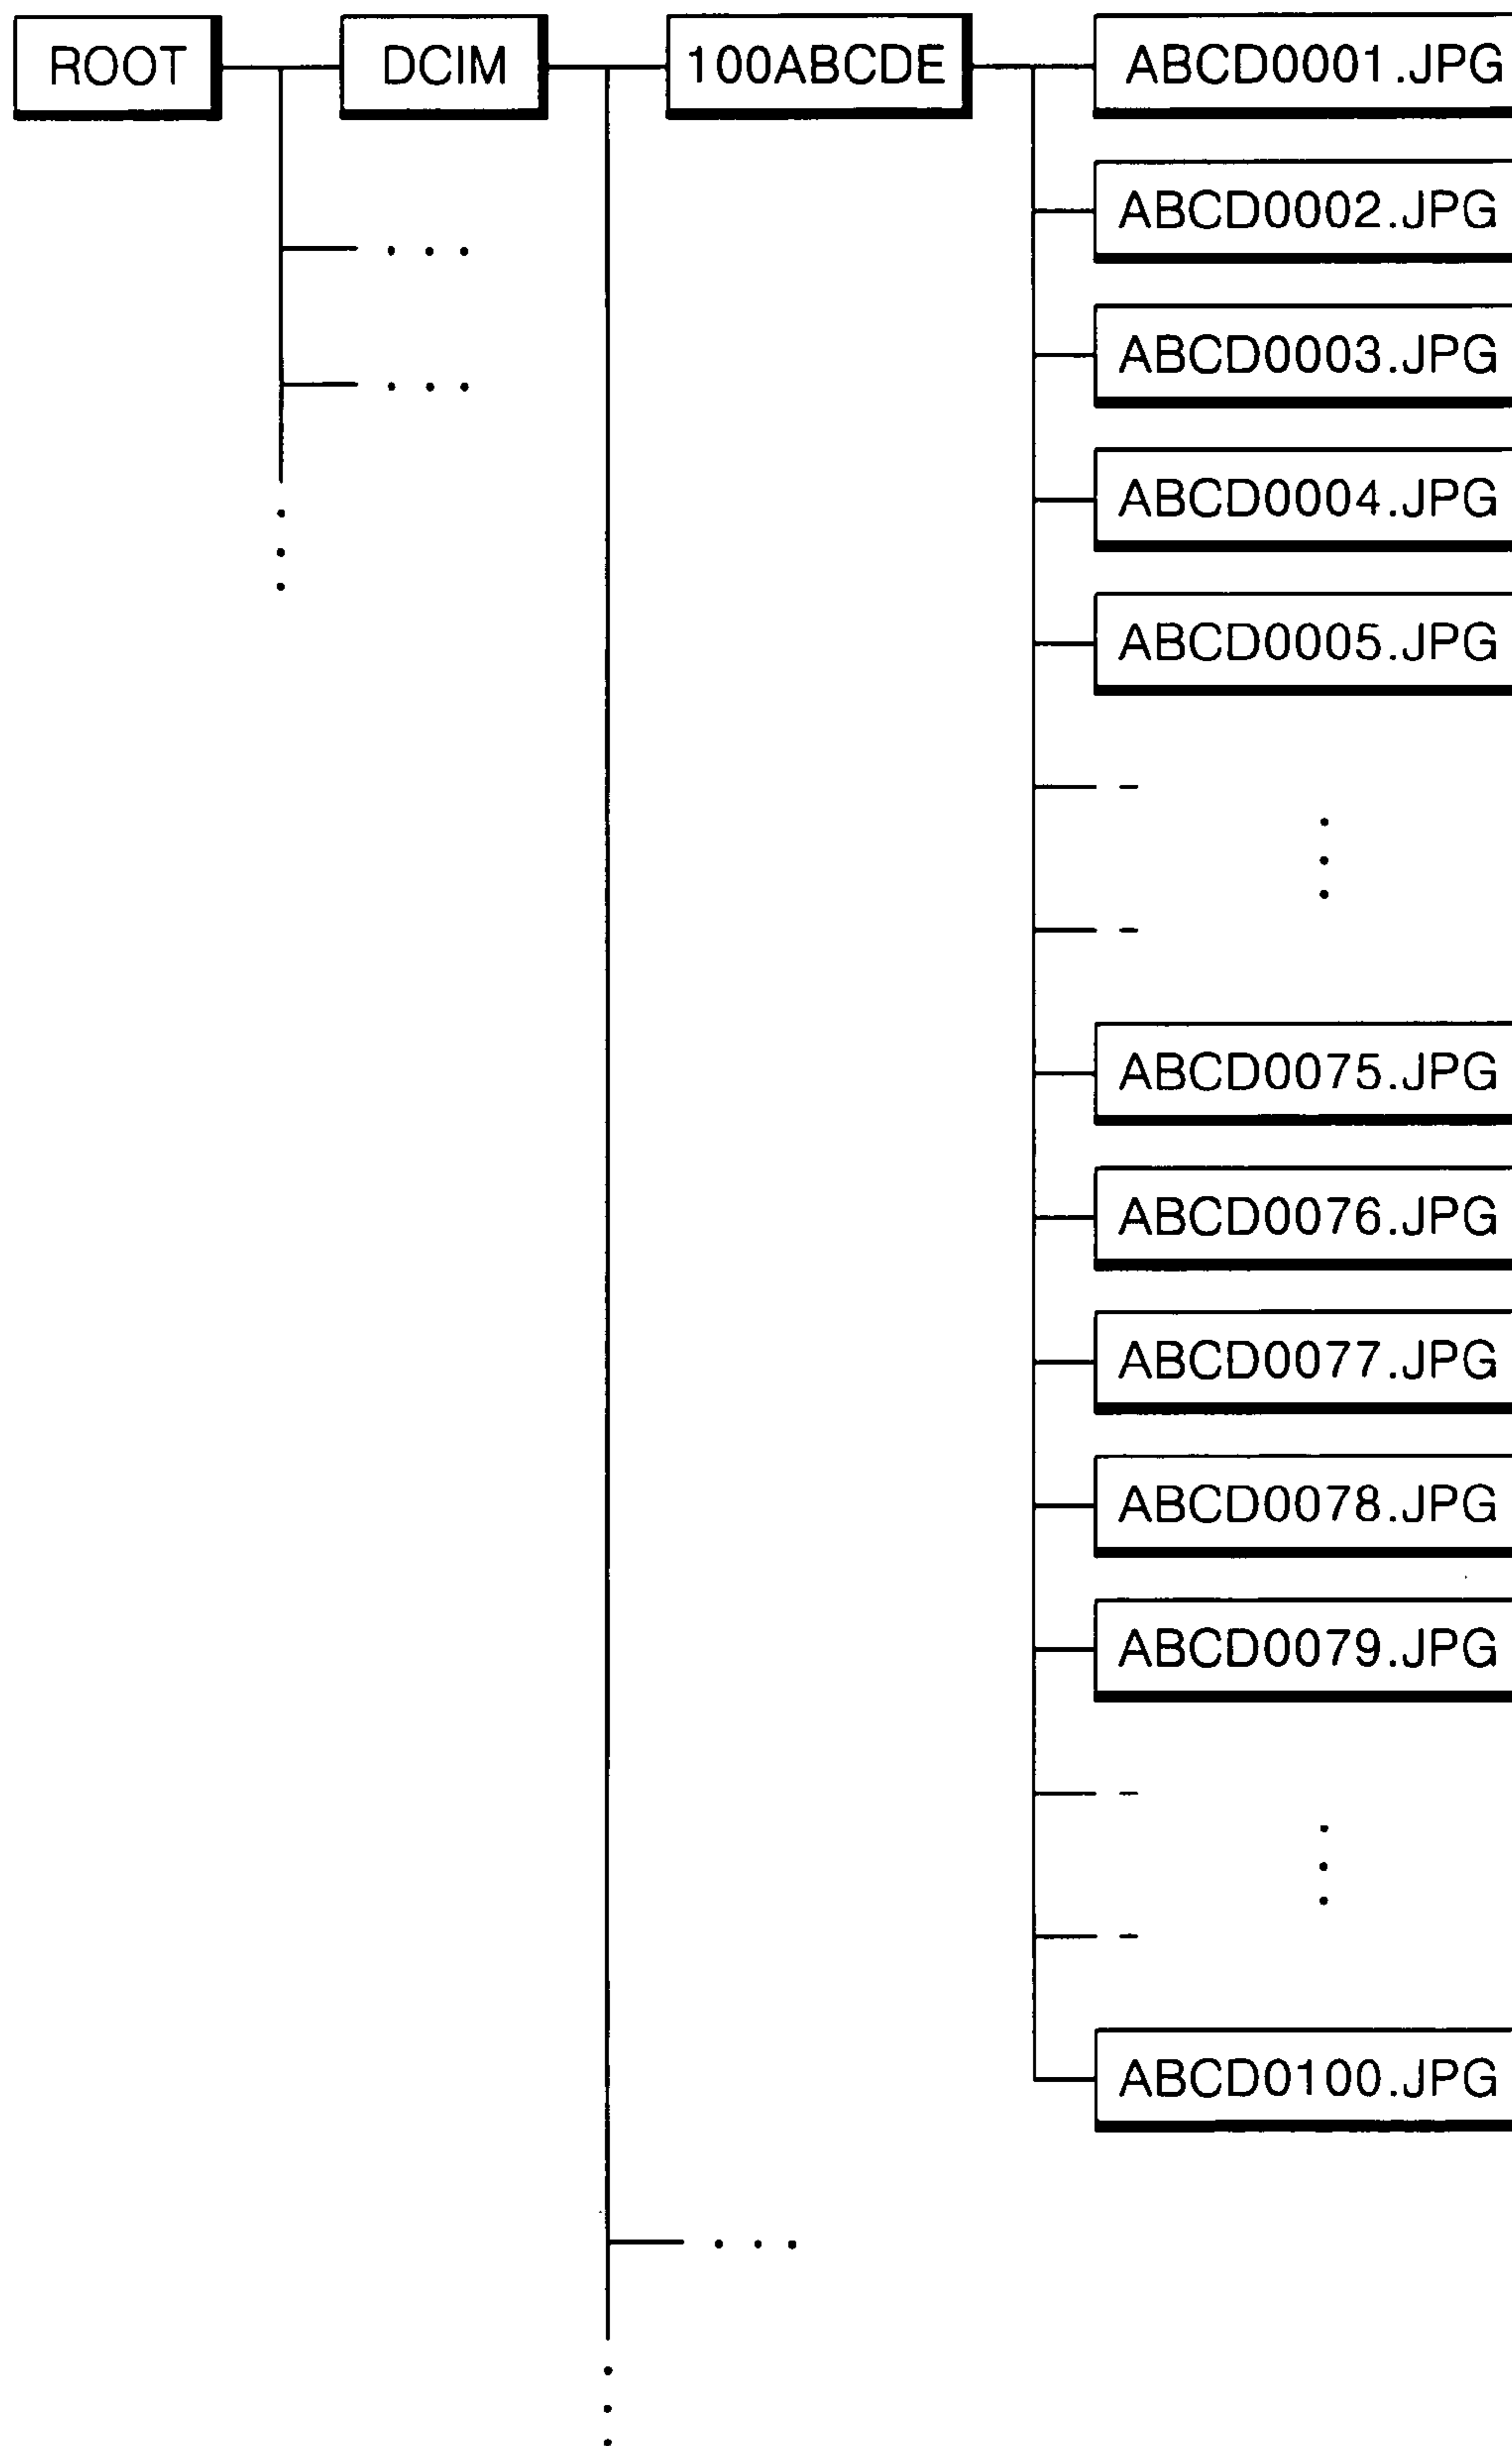 ROOT
DCIM
100ABCDE
ABCD0001.JPG
ABCD0002.JPG
ABCD0003.JPG
ABCD0004.JPG
ABCD0005.JPG
ABCD0075.JPG
ABCD0076.JPG
ABCD0077.JPG
ABCD0078.JPG
ABCD0079.JPG
ABCD0100.JPG